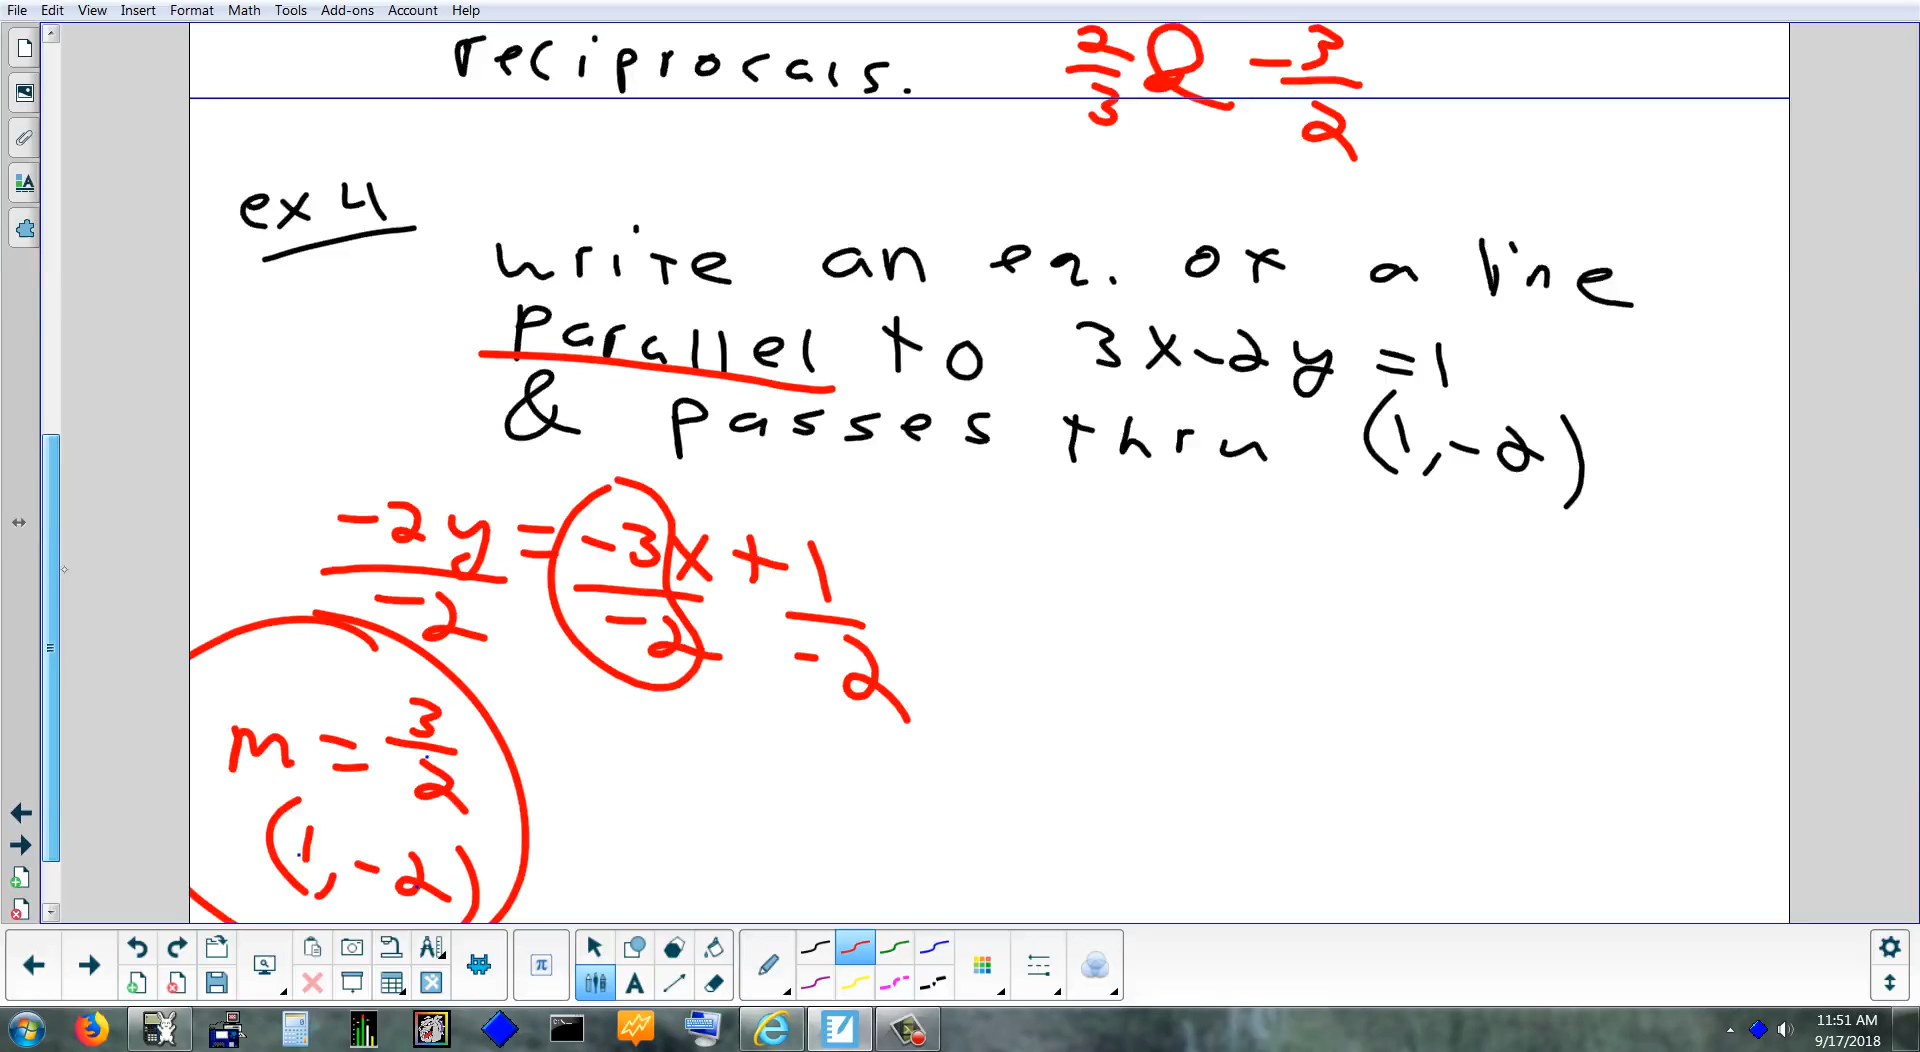 File Edit View Insert Format Math Tools Add-ons Account Help
reciprocals. 2/3 & -3/2
ex 4
write an eq. of a line
parallel to 3x-2y=1
& passes thru (1,-2)
-2y/-2 = -3x/-2 + 1/-2
m = 3/2
(1,-2)
π
A
11:51 AM
9/17/2018